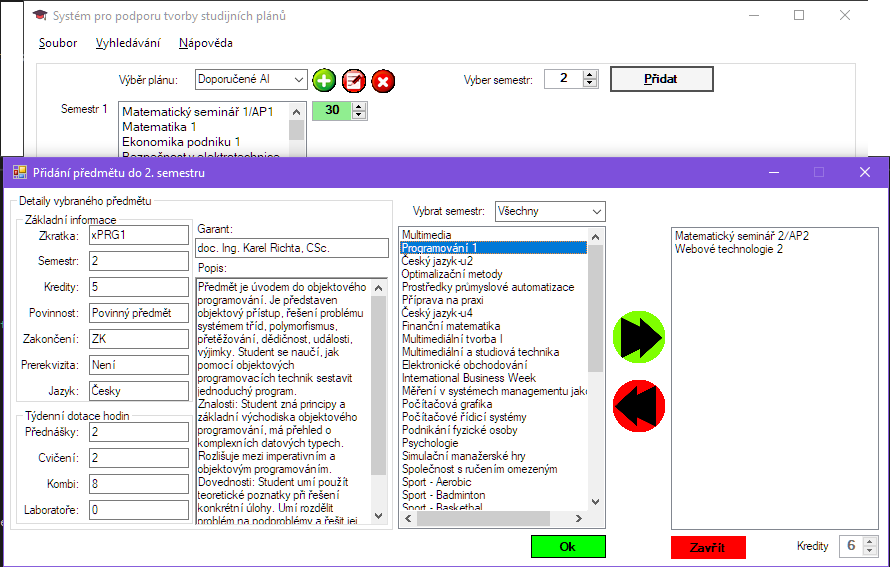 Systém pro podporu tvorby studijních plánů
Soubor Vyhledávání Nápověda
Výběr plánu: Doporučené AI Vyber semestr: 2 Přidat
Semestr 1 Matematický seminář 1/AP1 30
Matematika 1
Ekonomika podniku 1
Bezpečnost v elektrotechnice
Přidání předmětu do 2. semestru
Detaily vybraného předmětu
Základní informace
Zkratka: xPRG1
Semestr: 2
Kredity: 5
Povinnost: Povinný předmět
Zakončení: ZK
Prerekvizita: Není
Jazyk: Česky
Týdenní dotace hodin
Přednášky: 2
Cvičení: 2
Kombi: 8
Laboratoře: 0
Garant:
doc. Ing. Karel Richta, CSc.
Popis:
Předmět je úvodem do objektového
programování. Je představen
objektový přístup, řešení problému
systémem tříd, polymorfismus,
přetěžování, dědičnost, události,
výjimky. Student se naučí, jak
pomocí objektových
programovacích technik sestavit
jednoduchý program.
Znalosti: Student zná principy a
základní východiska objektového
programování, má přehled o
komplexních datových typech.
Rozlišuje mezi imperativním a
objektovým programováním.
Dovednosti: Student umí použít
teoretické poznatky při řešení
konkrétní úlohy. Umí rozdělit
problém na podproblémy a řešit jej
Vybrat semestr: Všechny
Multimedia
Programování 1
Český jazyk-u2
Optimalizační metody
Prostředky průmyslové automatizace
Příprava na praxi
Český jazyk-u4
Finanční matematika
Multimediální tvorba I
Multimediální a studiová technika
Elektronické obchodování
International Business Week
Měření v systémech managementu jako
Počítačová grafika
Počítačové řídicí systémy
Podnikání fyzické osoby
Psychologie
Simulační manažerské hry
Společnost s ručením omezeným
Sport - Aerobic
Sport - Badminton
Sport - Basketbal
Ok
Matematický seminář 2/AP2
Webové technologie 2
Zavřít Kredity 6